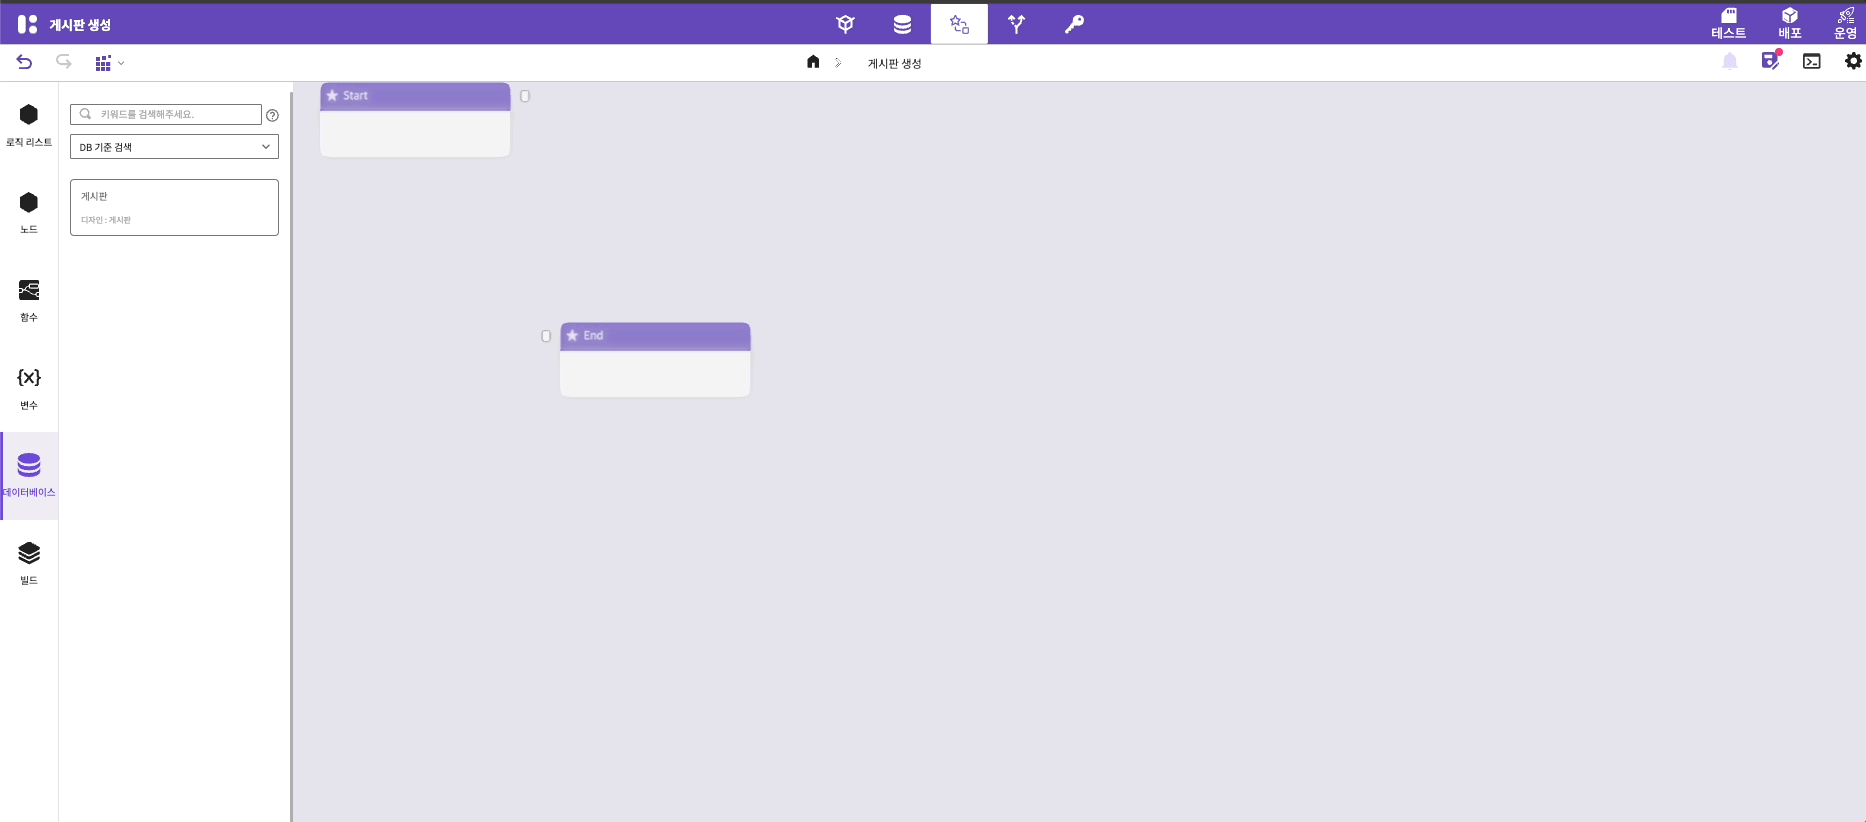 게시판 생성
테스트
배포
운영
게시판 생성
로직 리스트
노드
함수
{x}
변수
데이터베이스
빌드
키워드를 검색해주세요.
DB 기준 검색
게시판
디자인 : 게시판
Start
End